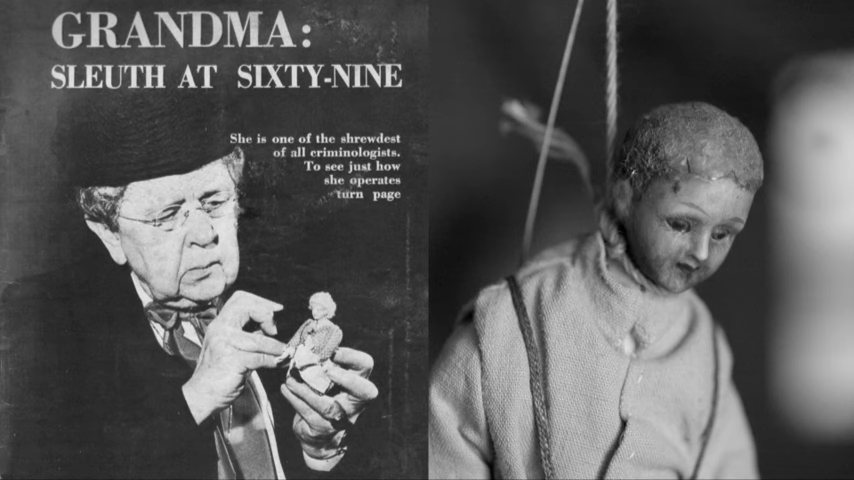 GRANDMA:
SLEUTH AT SIXTY-NINE
She is one of the shrewdest
of all criminologists.
To see just how
she operates
turn page